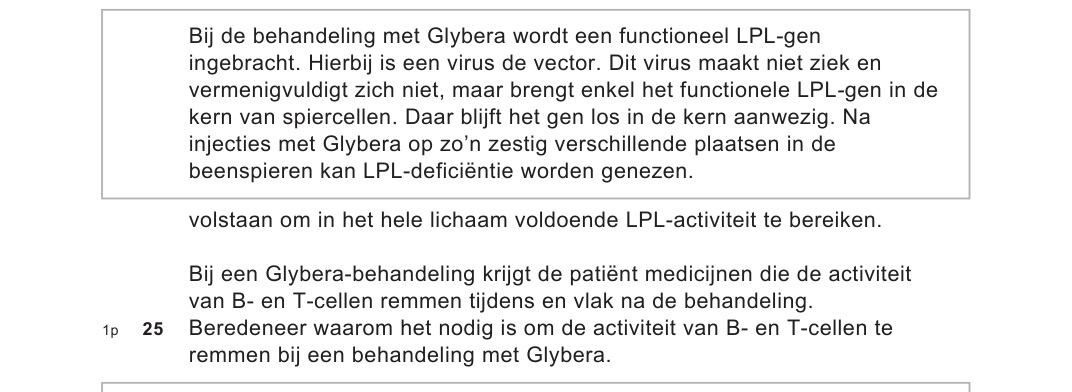 Bij de behandeling met Glybera wordt een functioneel LPL-gen
ingebracht. Hierbij is een virus de vector. Dit virus maakt niet ziek en
vermenigvuldigt zich niet, maar brengt enkel het functionele LPL-gen in de
kern van spiercellen. Daar blijft het gen los in de kern aanwezig. Na
injecties met Glybera op zo’n zestig verschillende plaatsen in de
beenspieren kan LPL-deficiëntie worden genezen.
volstaan om in het hele lichaam voldoende LPL-activiteit te bereiken.
Bij een Glybera-behandeling krijgt de patiënt medicijnen die de activiteit
van B- en T-cellen remmen tijdens en vlak na de behandeling.
1p 25 Beredeneer waarom het nodig is om de activiteit van B- en T-cellen te
remmen bij een behandeling met Glybera.